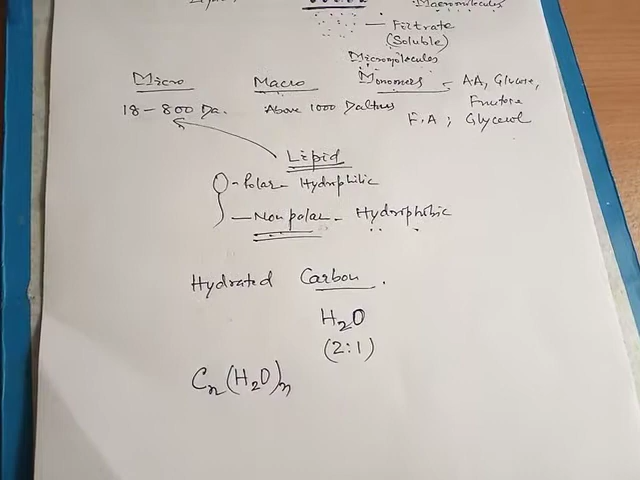 Macromolecules
Filtrate
(Soluble)
Micromolecules
Micro Macro Monomers - A.A, Glucose,
18-800 Da. Above 1000 Daltons Fructose
F.A ; Glycerol
Lipid
Polar - Hydrophilic
Non polar - Hydrophobic
Hydrated Carbon.
H2O
(2:1)
Cn(H2O)n